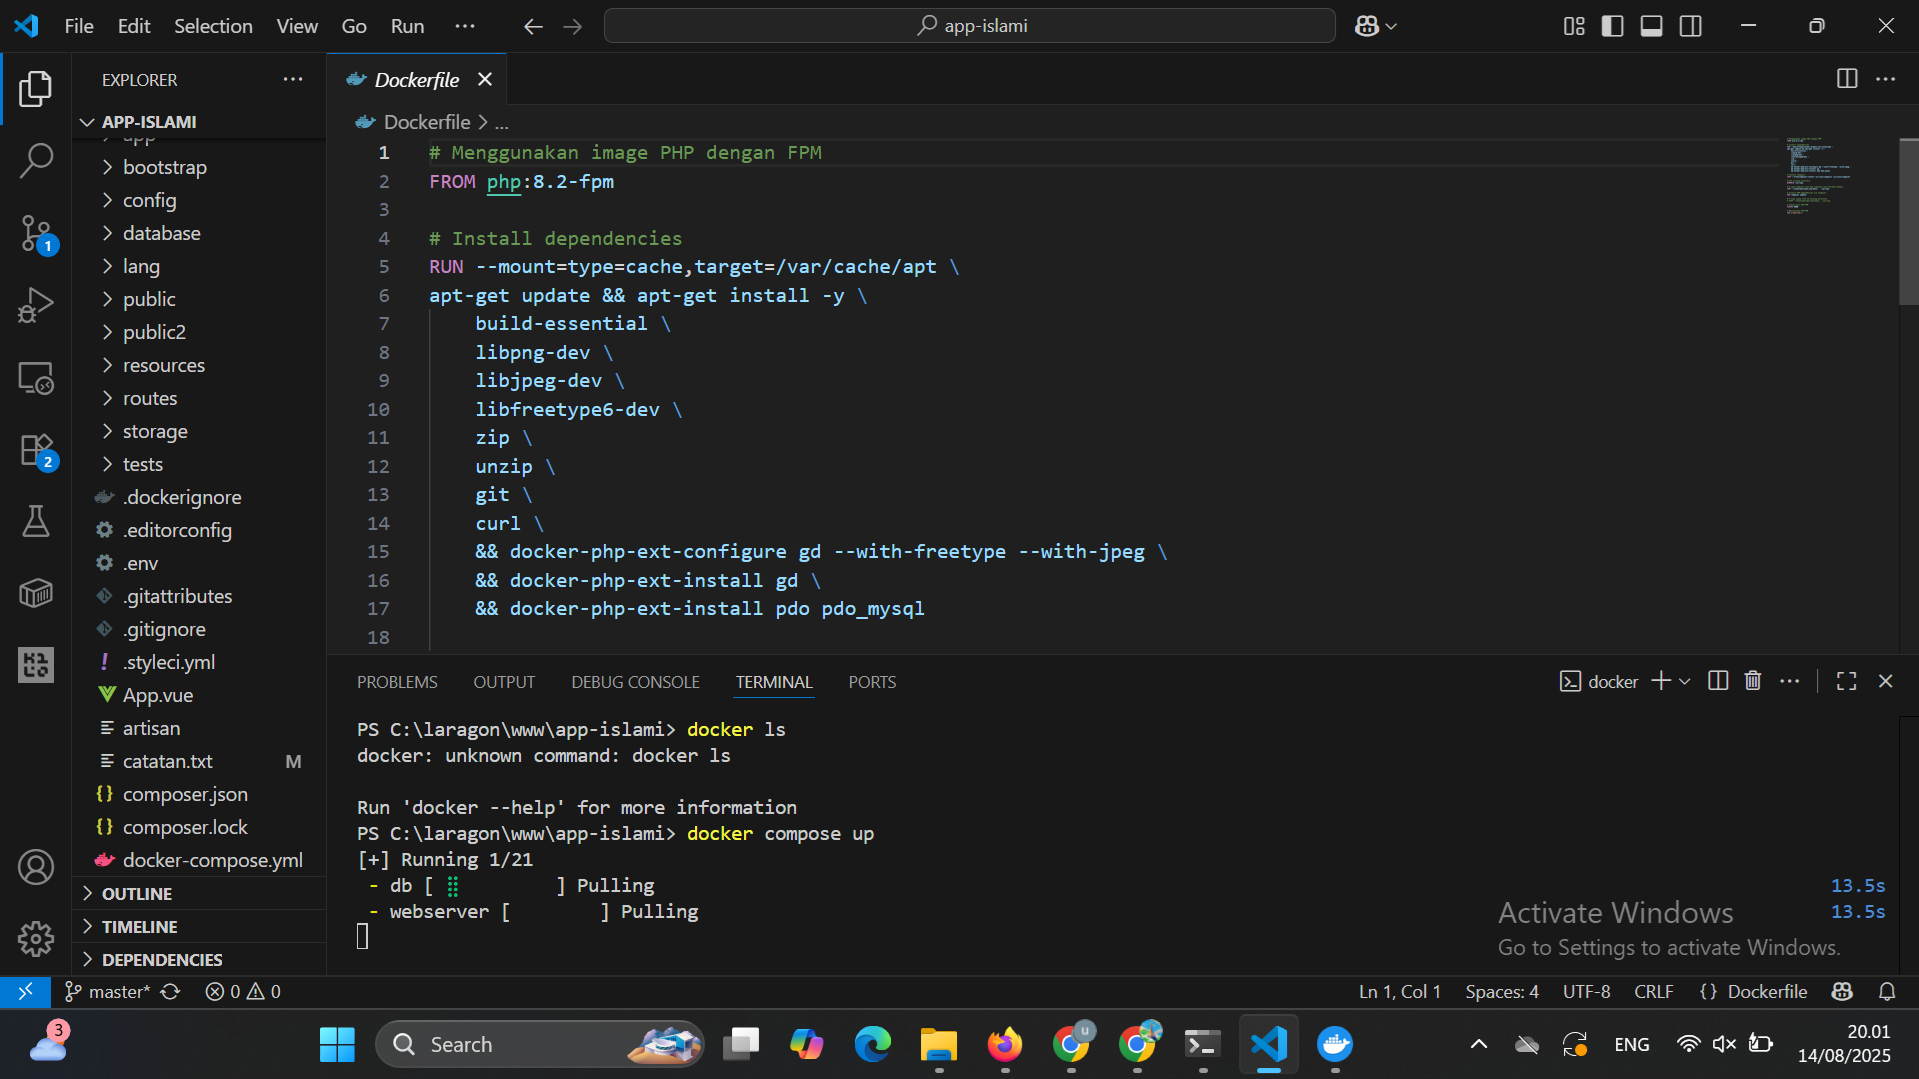 File Edit Selection View Go Run ...
app-islami
EXPLORER ...
APP-ISLAMI
app
bootstrap
config
database
lang
public
public2
resources
routes
storage
tests
.dockerignore
.editorconfig
.env
.gitattributes
.gitignore
.styleci.yml
App.vue
artisan
catatan.txt M
composer.json
composer.lock
docker-compose.yml
OUTLINE
TIMELINE
DEPENDENCIES
1
2
Dockerfile
Dockerfile > ...
1 # Menggunakan image PHP dengan FPM
2 FROM php:8.2-fpm
3
4 # Install dependencies
5 RUN --mount=type=cache,target=/var/cache/apt \
6 apt-get update && apt-get install -y \
7 build-essential \
8 libpng-dev \
9 libjpeg-dev \
10 libfreetype6-dev \
11 zip \
12 unzip \
13 git \
14 curl \
15 && docker-php-ext-configure gd --with-freetype --with-jpeg \
16 && docker-php-ext-install gd \
17 && docker-php-ext-install pdo pdo_mysql
18
PROBLEMS OUTPUT DEBUG CONSOLE TERMINAL PORTS
docker
PS C:\laragon\www\app-islami> docker ls
docker: unknown command: docker ls
Run 'docker --help' for more information
PS C:\laragon\www\app-islami> docker compose up
[+] Running 1/21
- db [ ⣿ ] Pulling 13.5s
- webserver [ ] Pulling 13.5s
Activate Windows
Go to Settings to activate Windows.
master* 0 0
Ln 1, Col 1 Spaces: 4 UTF-8 CRLF {} Dockerfile
3
Search
u
ENG
20.01
14/08/2025